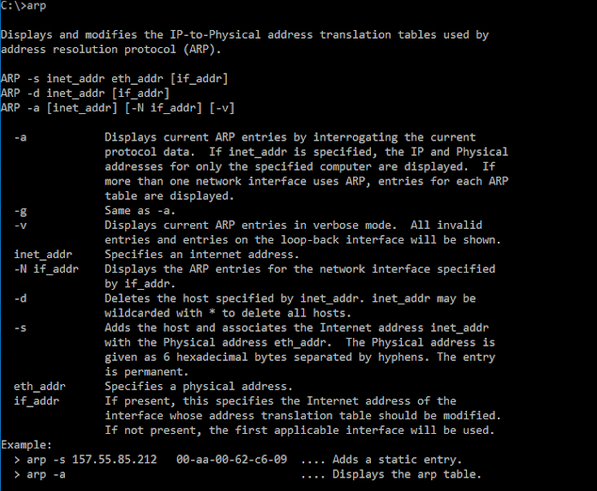 C:\>arp
Displays and modifies the IP-to-Physical address translation tables used by
address resolution protocol (ARP).
ARP -s inet_addr eth_addr [if_addr]
ARP -d inet_addr [if_addr]
ARP -a [inet_addr] [-N if_addr] [-v]
-a Displays current ARP entries by interrogating the current
protocol data. If inet_addr is specified, the IP and Physical
addresses for only the specified computer are displayed. If
more than one network interface uses ARP, entries for each ARP
table are displayed.
-g Same as -a.
-v Displays current ARP entries in verbose mode. All invalid
entries and entries on the loop-back interface will be shown.
inet_addr Specifies an internet address.
-N if_addr Displays the ARP entries for the network interface specified
by if_addr.
-d Deletes the host specified by inet_addr. inet_addr may be
wildcarded with * to delete all hosts.
-s Adds the host and associates the Internet address inet_addr
with the Physical address eth_addr. The Physical address is
given as 6 hexadecimal bytes separated by hyphens. The entry
is permanent.
eth_addr Specifies a physical address.
if_addr If present, this specifies the Internet address of the
interface whose address translation table should be modified.
If not present, the first applicable interface will be used.
Example:
> arp -s 157.55.85.212 00-aa-00-62-c6-09 .... Adds a static entry.
> arp -a .... Displays the arp table.